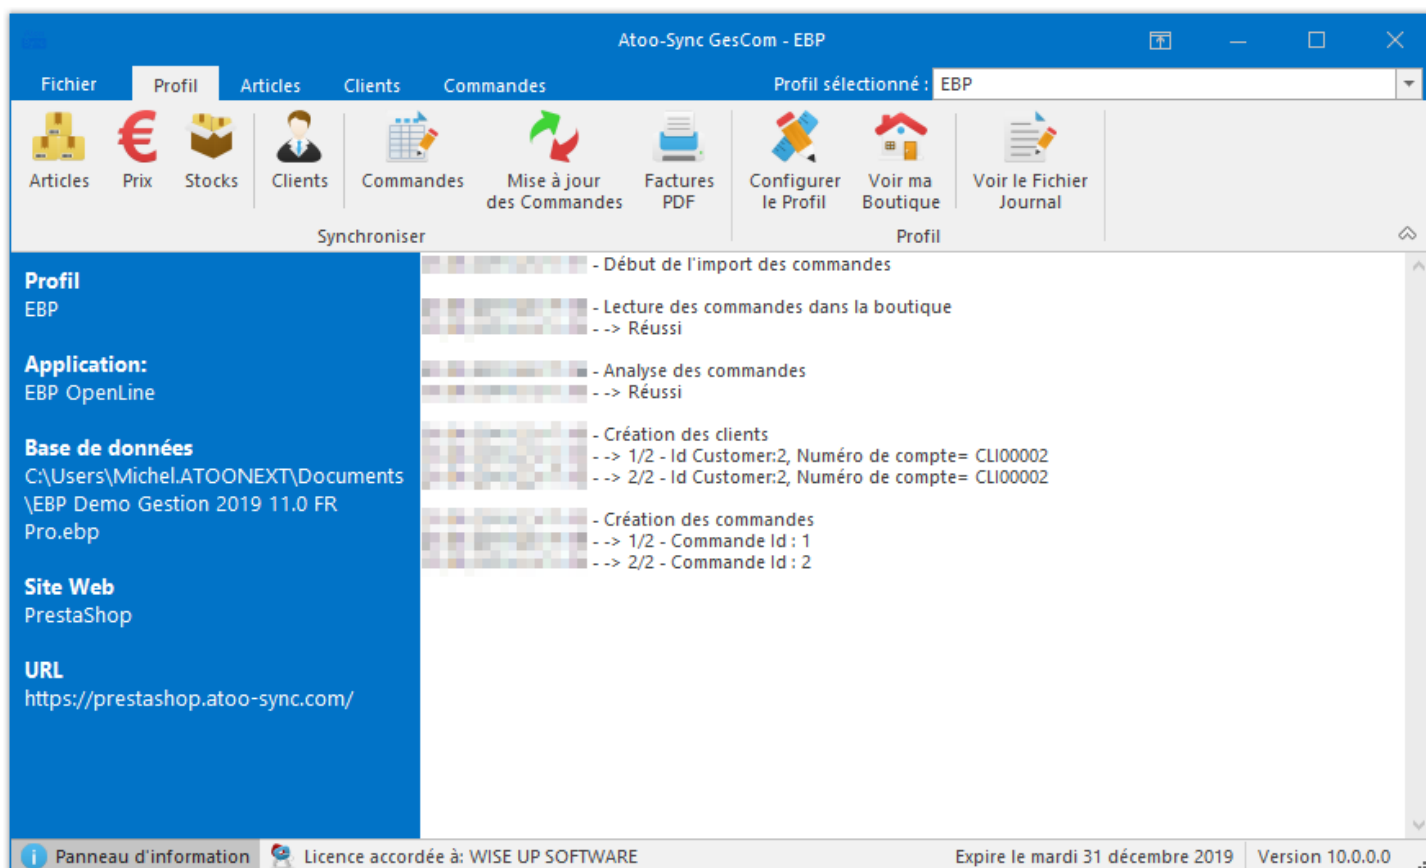 Atoo-Sync GesCom - EBP
Fichier Profil Articles Clients Commandes Profil sélectionné : EBP
Articles Prix Stocks Clients Commandes Mise à jour des Commandes Factures PDF Configurer le Profil Voir ma Boutique Voir le Fichier Journal
Synchroniser Profil
Profil
EBP
Application:
EBP OpenLine
Base de données
C:\Users\Michel.ATOONEXT\Documents
\EBP Demo Gestion 2019 11.0 FR
Pro.ebp
Site Web
PrestaShop
URL
https://prestashop.atoo-sync.com/
- Début de l'import des commandes
- Lecture des commandes dans la boutique
- --> Réussi
- Analyse des commandes
- --> Réussi
- Création des clients
- --> 1/2 - Id Customer:2, Numéro de compte= CLI00002
- --> 2/2 - Id Customer:2, Numéro de compte= CLI00002
- Création des commandes
- --> 1/2 - Commande Id : 1
- --> 2/2 - Commande Id : 2
Panneau d'information Licence accordée à: WISE UP SOFTWARE Expire le mardi 31 décembre 2019 Version 10.0.0.0